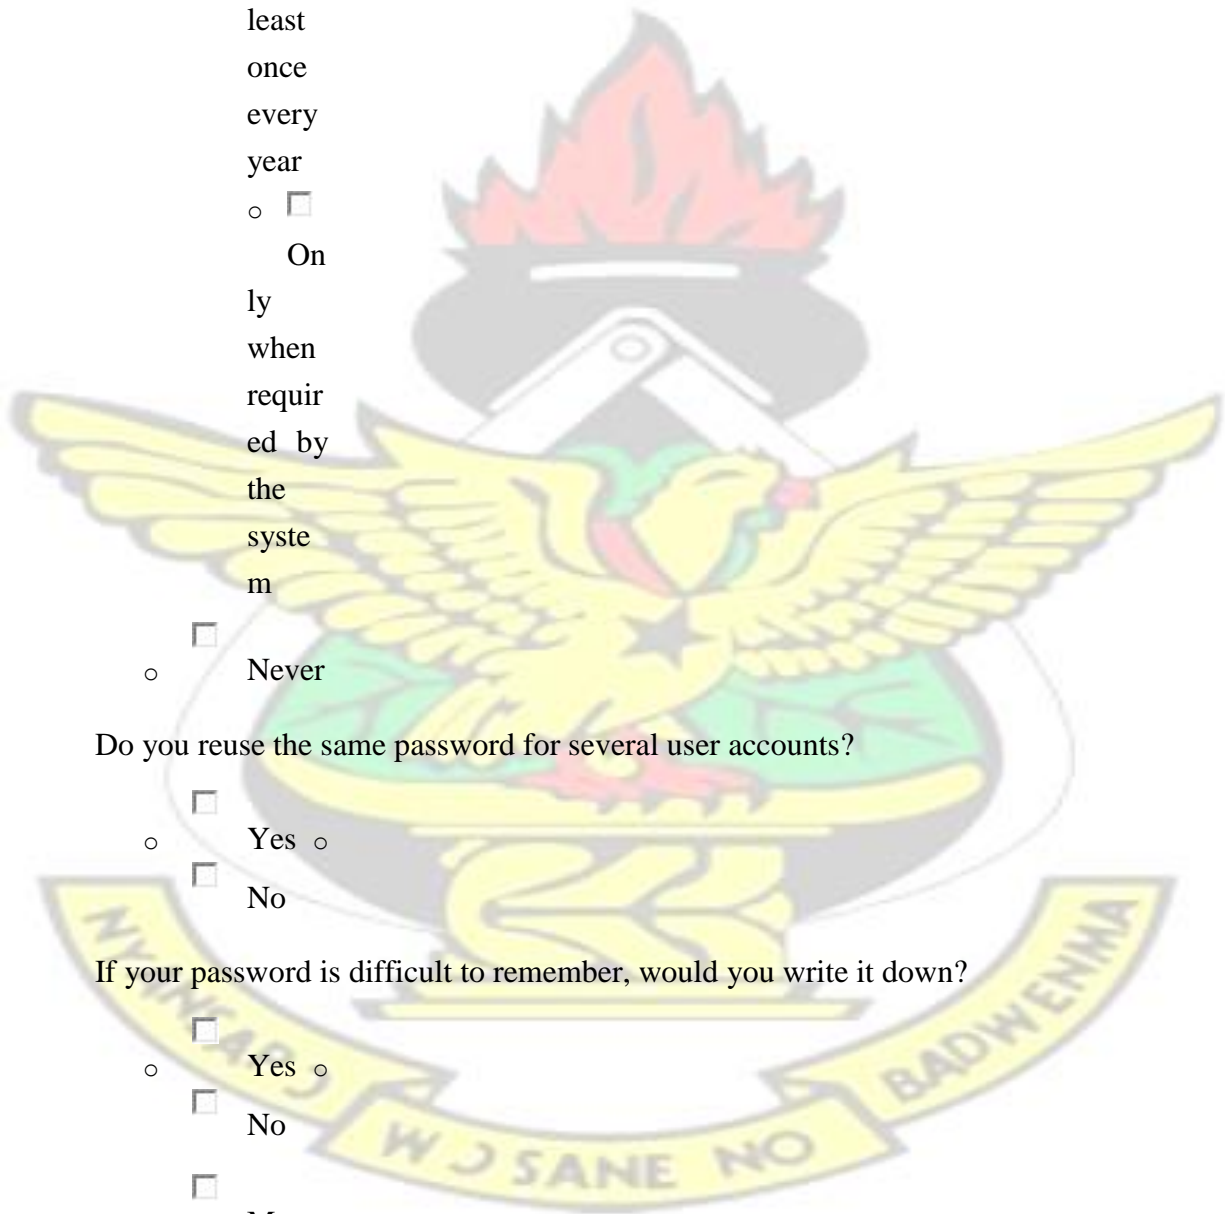 least
once
every
year
o
On
ly
when
requir
ed by
the
syste
m
o Never
Do you reuse the same password for several user accounts?
o Yes o
No
If your password is difficult to remember, would you write it down?
o Yes o
No
NYANSAPƆ
WƆSANE NO
BADWENMA